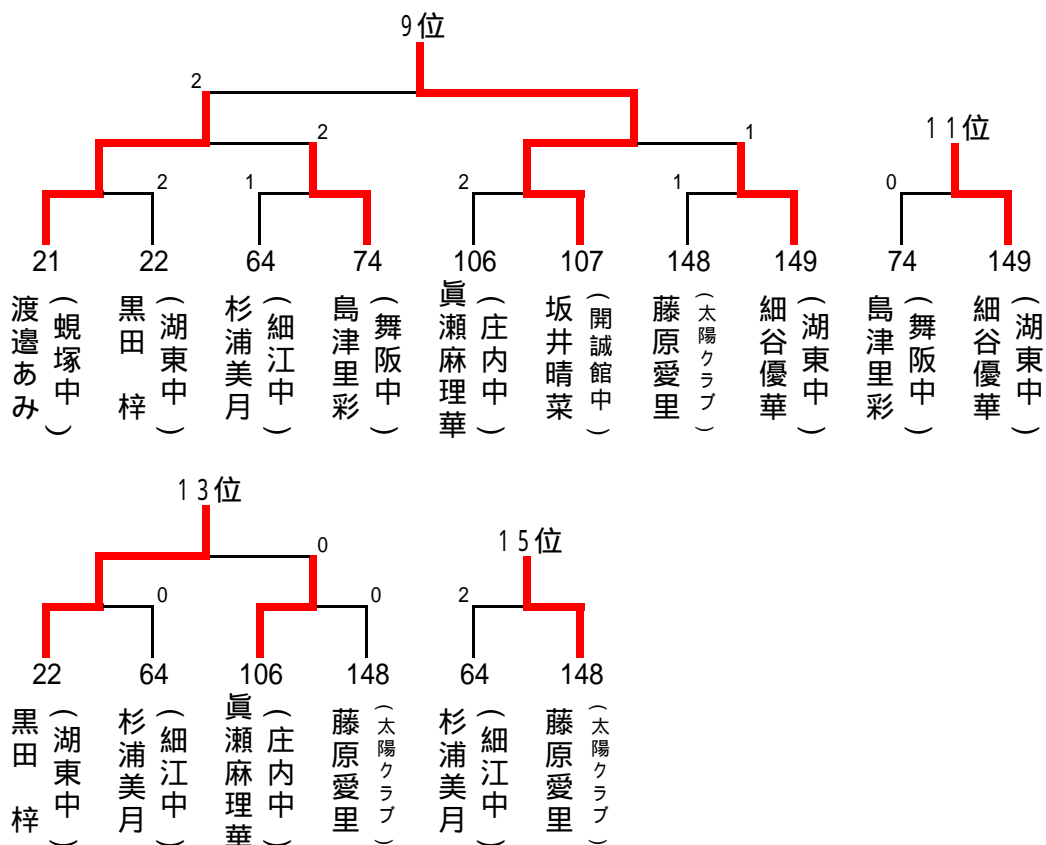 9位
2
2
1
11位
2
1
2
1
0
21
22
64
74
106
107
148
149
74
149
渡邉あみ
(蜆塚中)
黒田 梓
(湖東中)
杉浦美月
(細江中)
島津里彩
(舞阪中)
眞瀬麻理華
(庄内中)
坂井晴菜
(開誠館中)
藤原愛里
(太陽クラブ)
細谷優華
(湖東中)
島津里彩
(舞阪中)
細谷優華
(湖東中)
13位
0
15位
0
0
2
22
64
106
148
64
148
黒田 梓
(湖東中)
杉浦美月
(細江中)
眞瀬麻理華
(庄内中)
藤原愛里
(太陽クラブ)
杉浦美月
(細江中)
藤原愛里
(太陽クラブ)